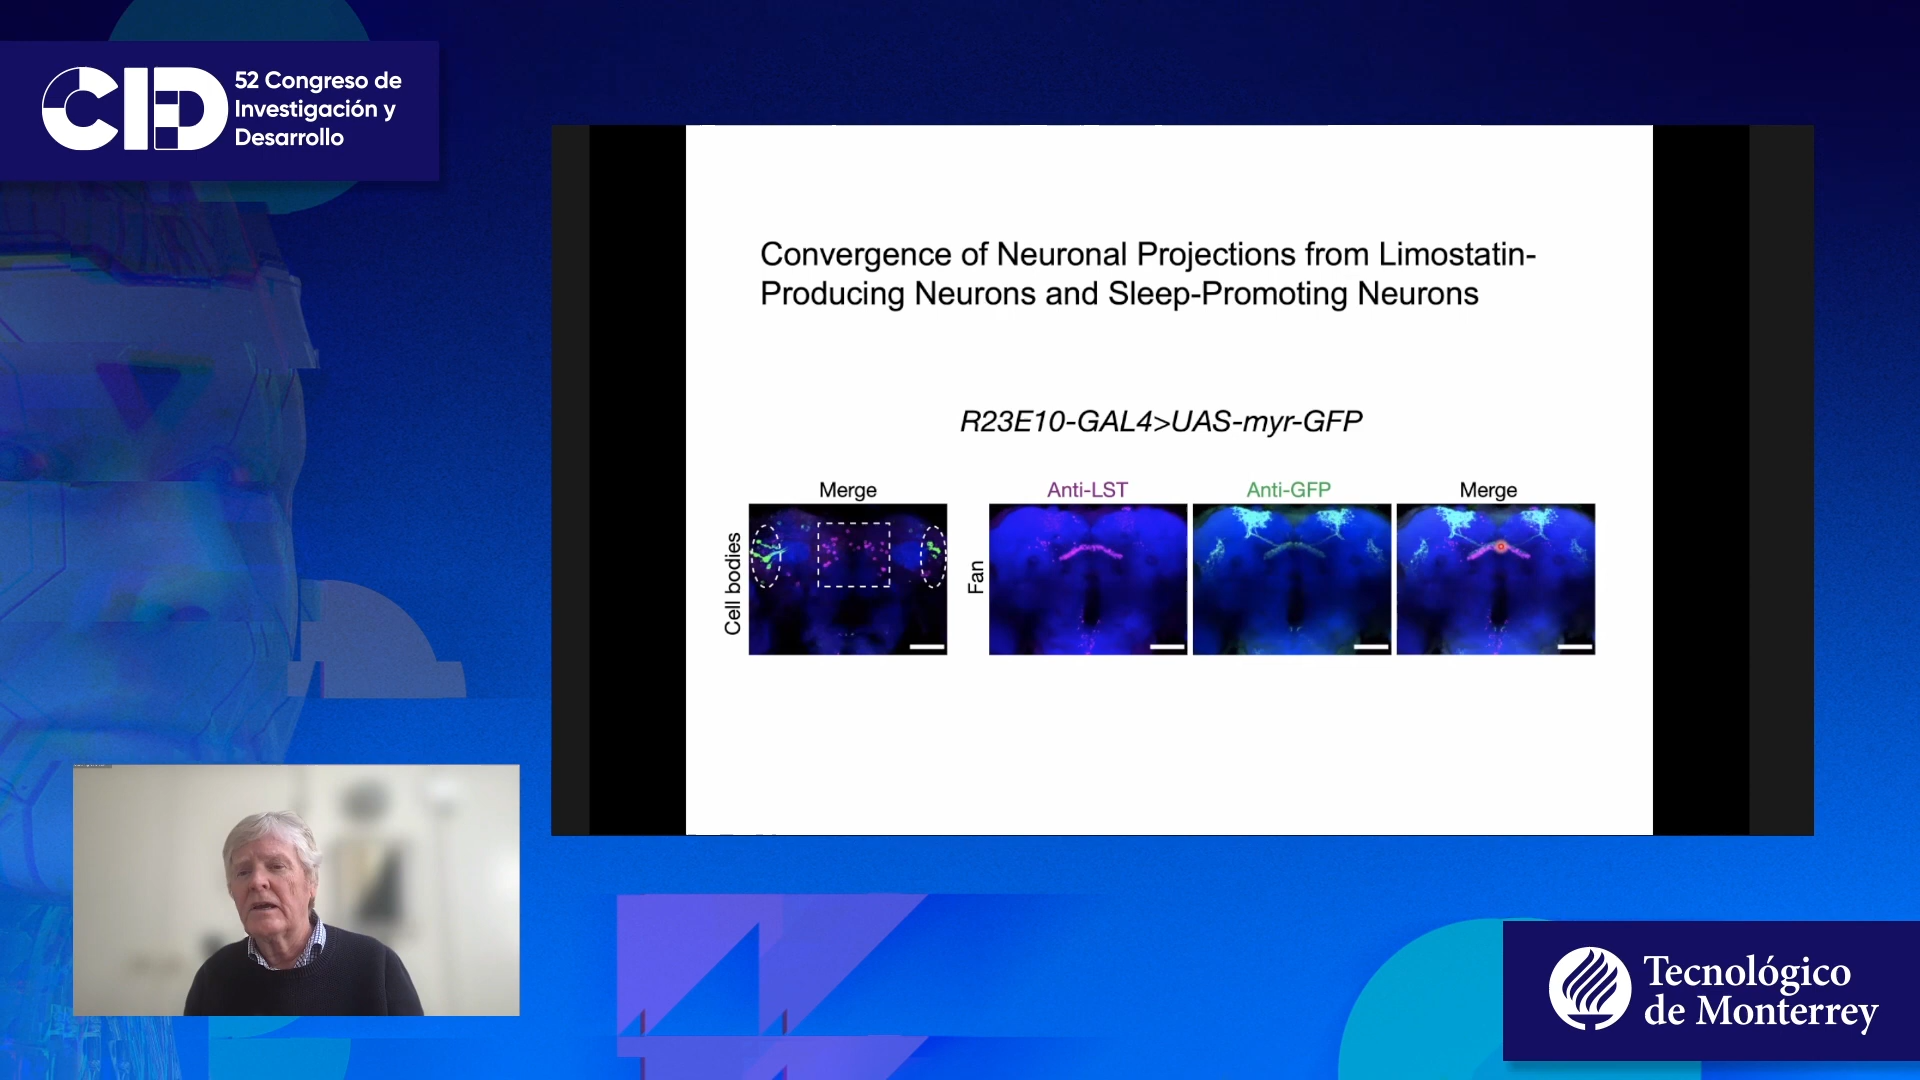 CID
52 Congreso de
Investigación y
Desarrollo
Convergence of Neuronal Projections from Limostatin-
Producing Neurons and Sleep-Promoting Neurons
R23E10-GAL4>UAS-myr-GFP
Merge
Anti-LST
Anti-GFP
Merge
Cell bodies
Fan
Tecnológico
de Monterrey